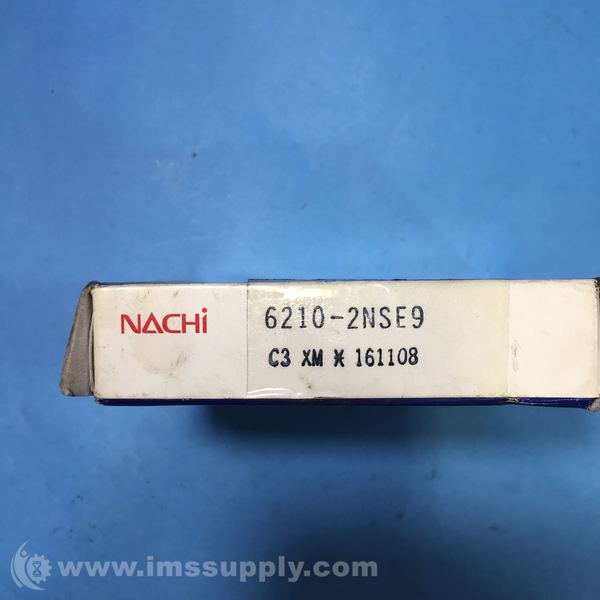 NACHi
6210-2NSE9
C3 XM X 161108
www.imssupply.com